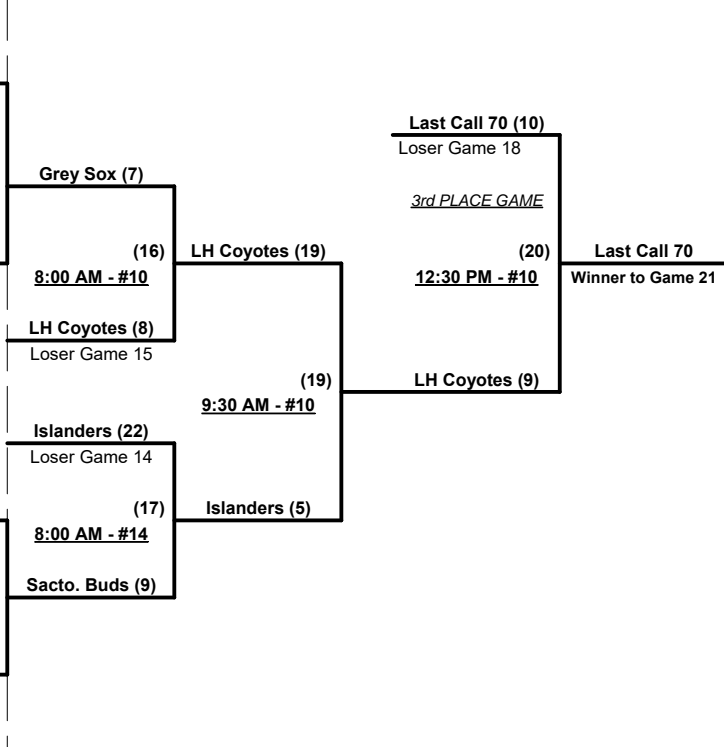 Last Call 70 (10)
Loser Game 18
Grey Sox (7)
3rd PLACE GAME
(16)
LH Coyotes (19)
(20)
Last Call 70
8:00 AM - #10
12:30 PM - #10
Winner to Game 21
LH Coyotes (8)
Loser Game 15
(19)
LH Coyotes (9)
9:30 AM - #10
Islanders (22)
Loser Game 14
(17)
Islanders (5)
8:00 AM - #14
Sacto. Buds (9)